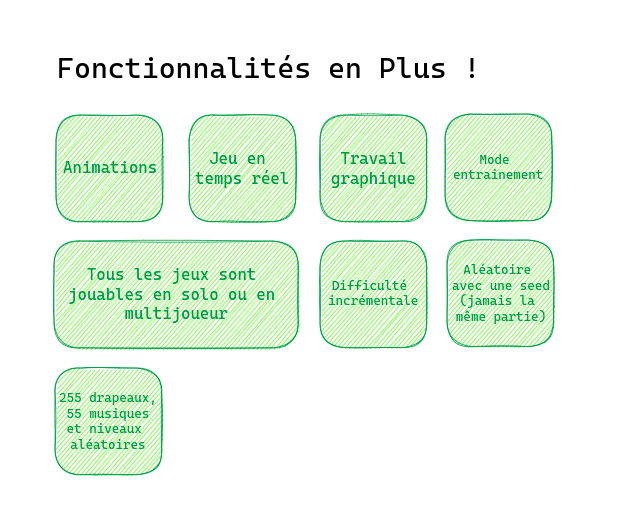 Fonctionnalités en Plus !
Animations
Jeu en
temps réel
Travail
graphique
Mode
entrainement
Tous les jeux sont
jouables en solo ou en
multijoueur
Difficulté
incrémentale
Aléatoire
avec une seed
(jamais la
même partie)
255 drapeaux,
55 musiques
et niveaux
aléatoires